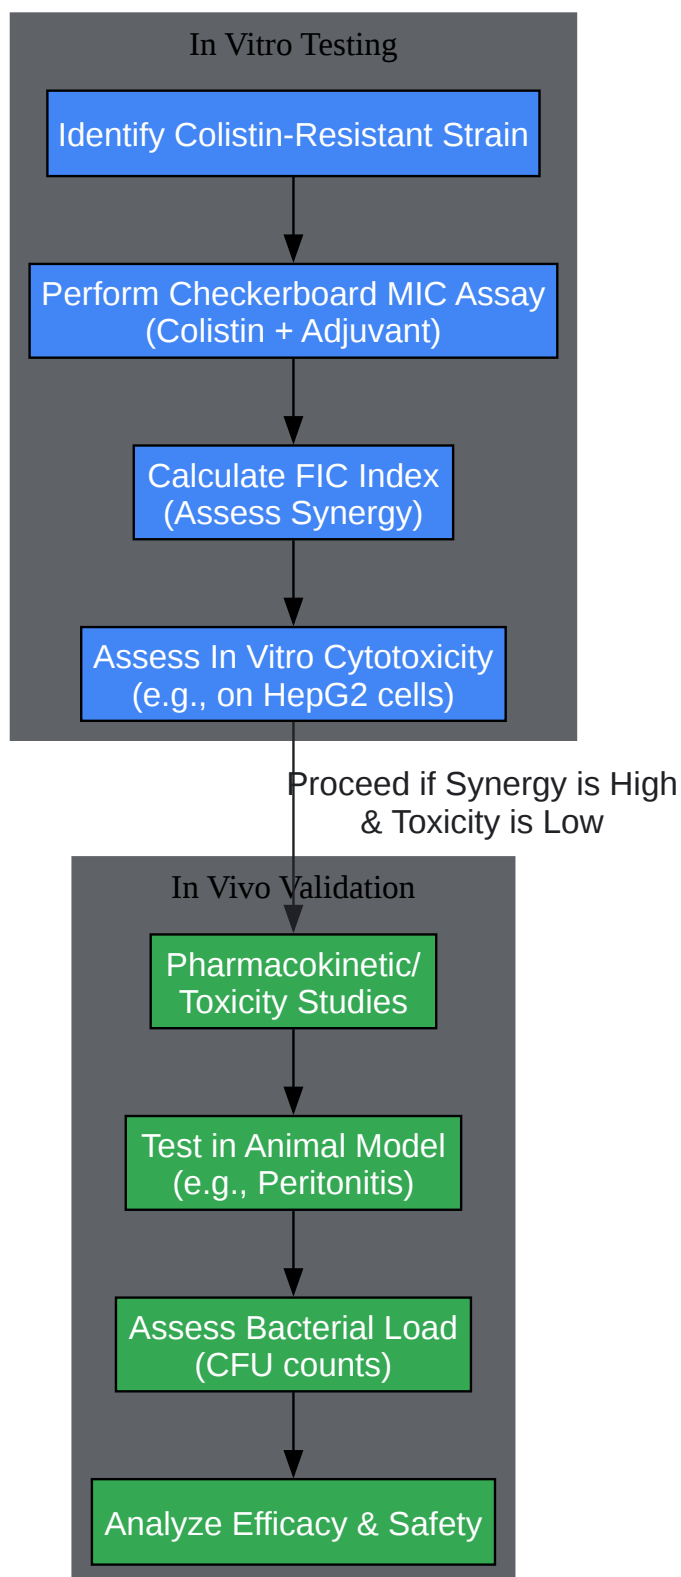 In Vitro Testing
Identify Colistin-Resistant Strain
Perform Checkerboard MIC Assay
(Colistin + Adjuvant)
Calculate FIC Index
(Assess Synergy)
Assess In Vitro Cytotoxicity
(e.g., on HepG2 cells)
Proceed if Synergy is High
& Toxicity is Low
In Vivo Validation
Pharmacokinetic/
Toxicity Studies
Test in Animal Model
(e.g., Peritonitis)
Assess Bacterial Load
(CFU counts)
Analyze Efficacy & Safety